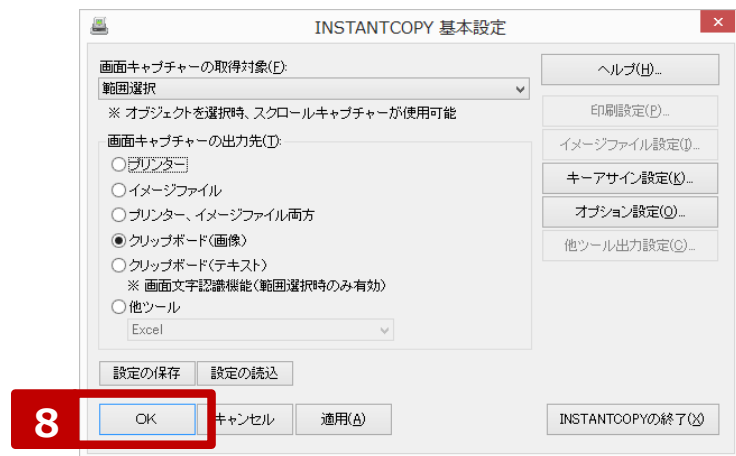 INSTANTCOPY 基本設定
×
画面キャプチャーの取得対象(F):
範囲選択
※ オブジェクトを選択時、スクロールキャプチャーが使用可能
画面キャプチャーの出力先(T):
プリンター
イメージファイル
プリンター、イメージファイル両方
クリップボード(画像)
クリップボード(テキスト)
※ 画面文字認識機能(範囲選択時のみ有効)
他ツール
Excel
設定の保存 設定の読込
ヘルプ(H)...
印刷設定(P)...
イメージファイル設定(I)...
キーアサイン設定(K)...
オプション設定(O)...
他ツール出力設定(C)...
8 OK キャンセル 適用(A) INSTANTCOPYの終了(X)